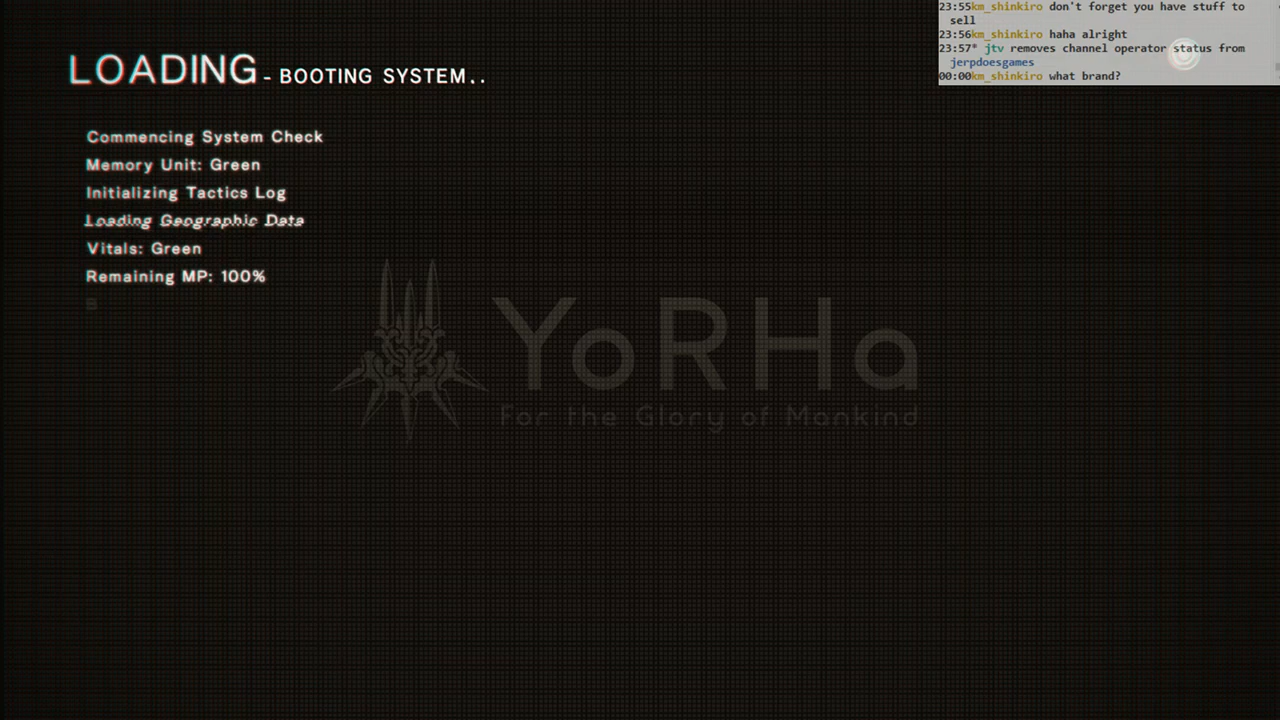 LOADING - BOOTING SYSTEM..
Commencing System Check
Memory Unit: Green
Initializing Tactics Log
Loading Geographic Data
Vitals: Green
Remaining MP: 100%
B
YoRHa
For the Glory of Mankind
23:55km_shinkiro don't forget you have stuff to
sell
23:56km_shinkiro haha alright
23:57* jtv removes channel operator status from
jerpdoesgames
00:00km_shinkiro what brand?